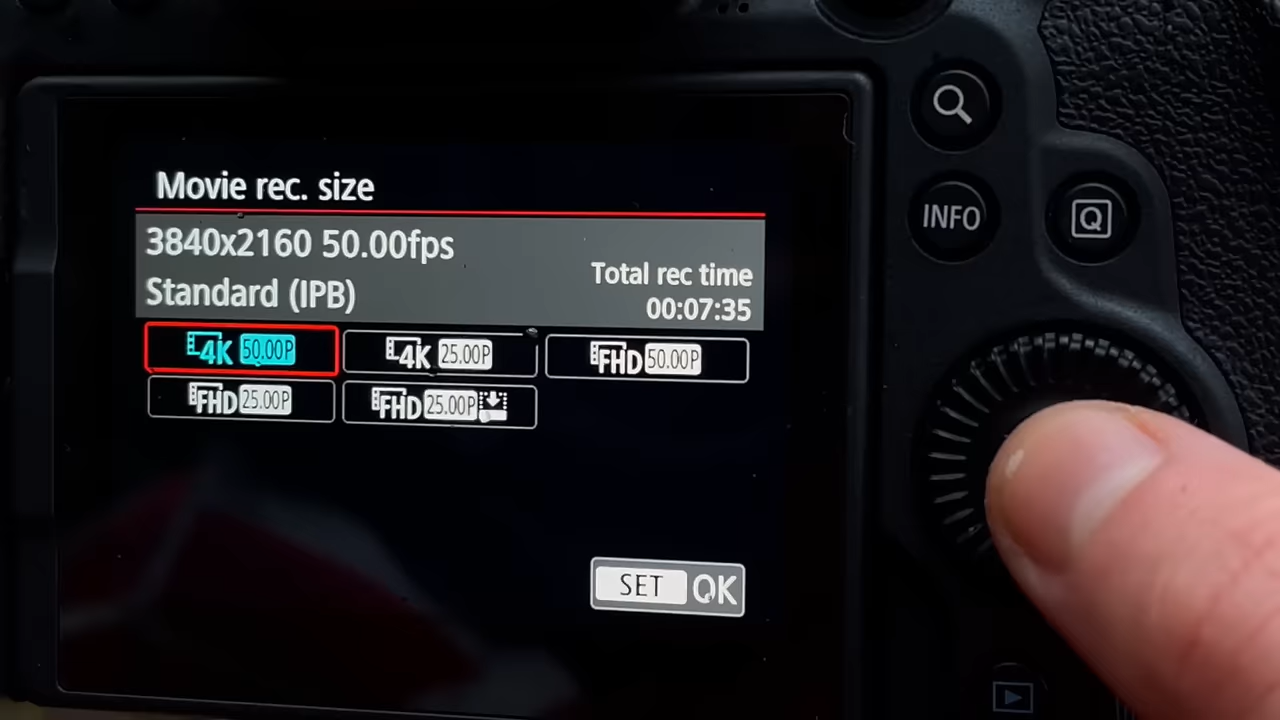 Movie rec. size
3840x2160 50.00fps
Standard (IPB)
Total rec time
00:07:35
4K 50.00P
4K 25.00P
FHD 50.00P
FHD 25.00P
FHD 25.00P
SET OK
INFO
Q